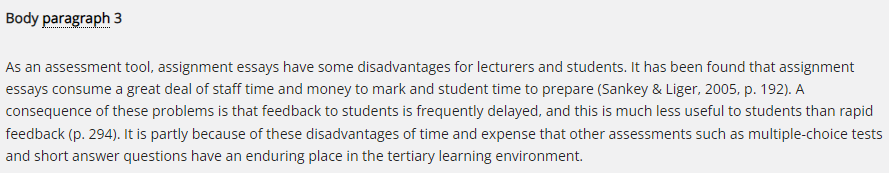 Body paragraph 3
As an assessment tool, assignment essays have some disadvantages for lecturers and students. It has been found that assignment
essays consume a great deal of staff time and money to mark and student time to prepare (Sankey & Liger, 2005, p. 192). A
consequence of these problems is that feedback to students is frequently delayed, and this is much less useful to students than rapid
feedback (p. 294). It is partly because of these disadvantages of time and expense that other assessments such as multiple-choice tests
and short answer questions have an enduring place in the tertiary learning environment.